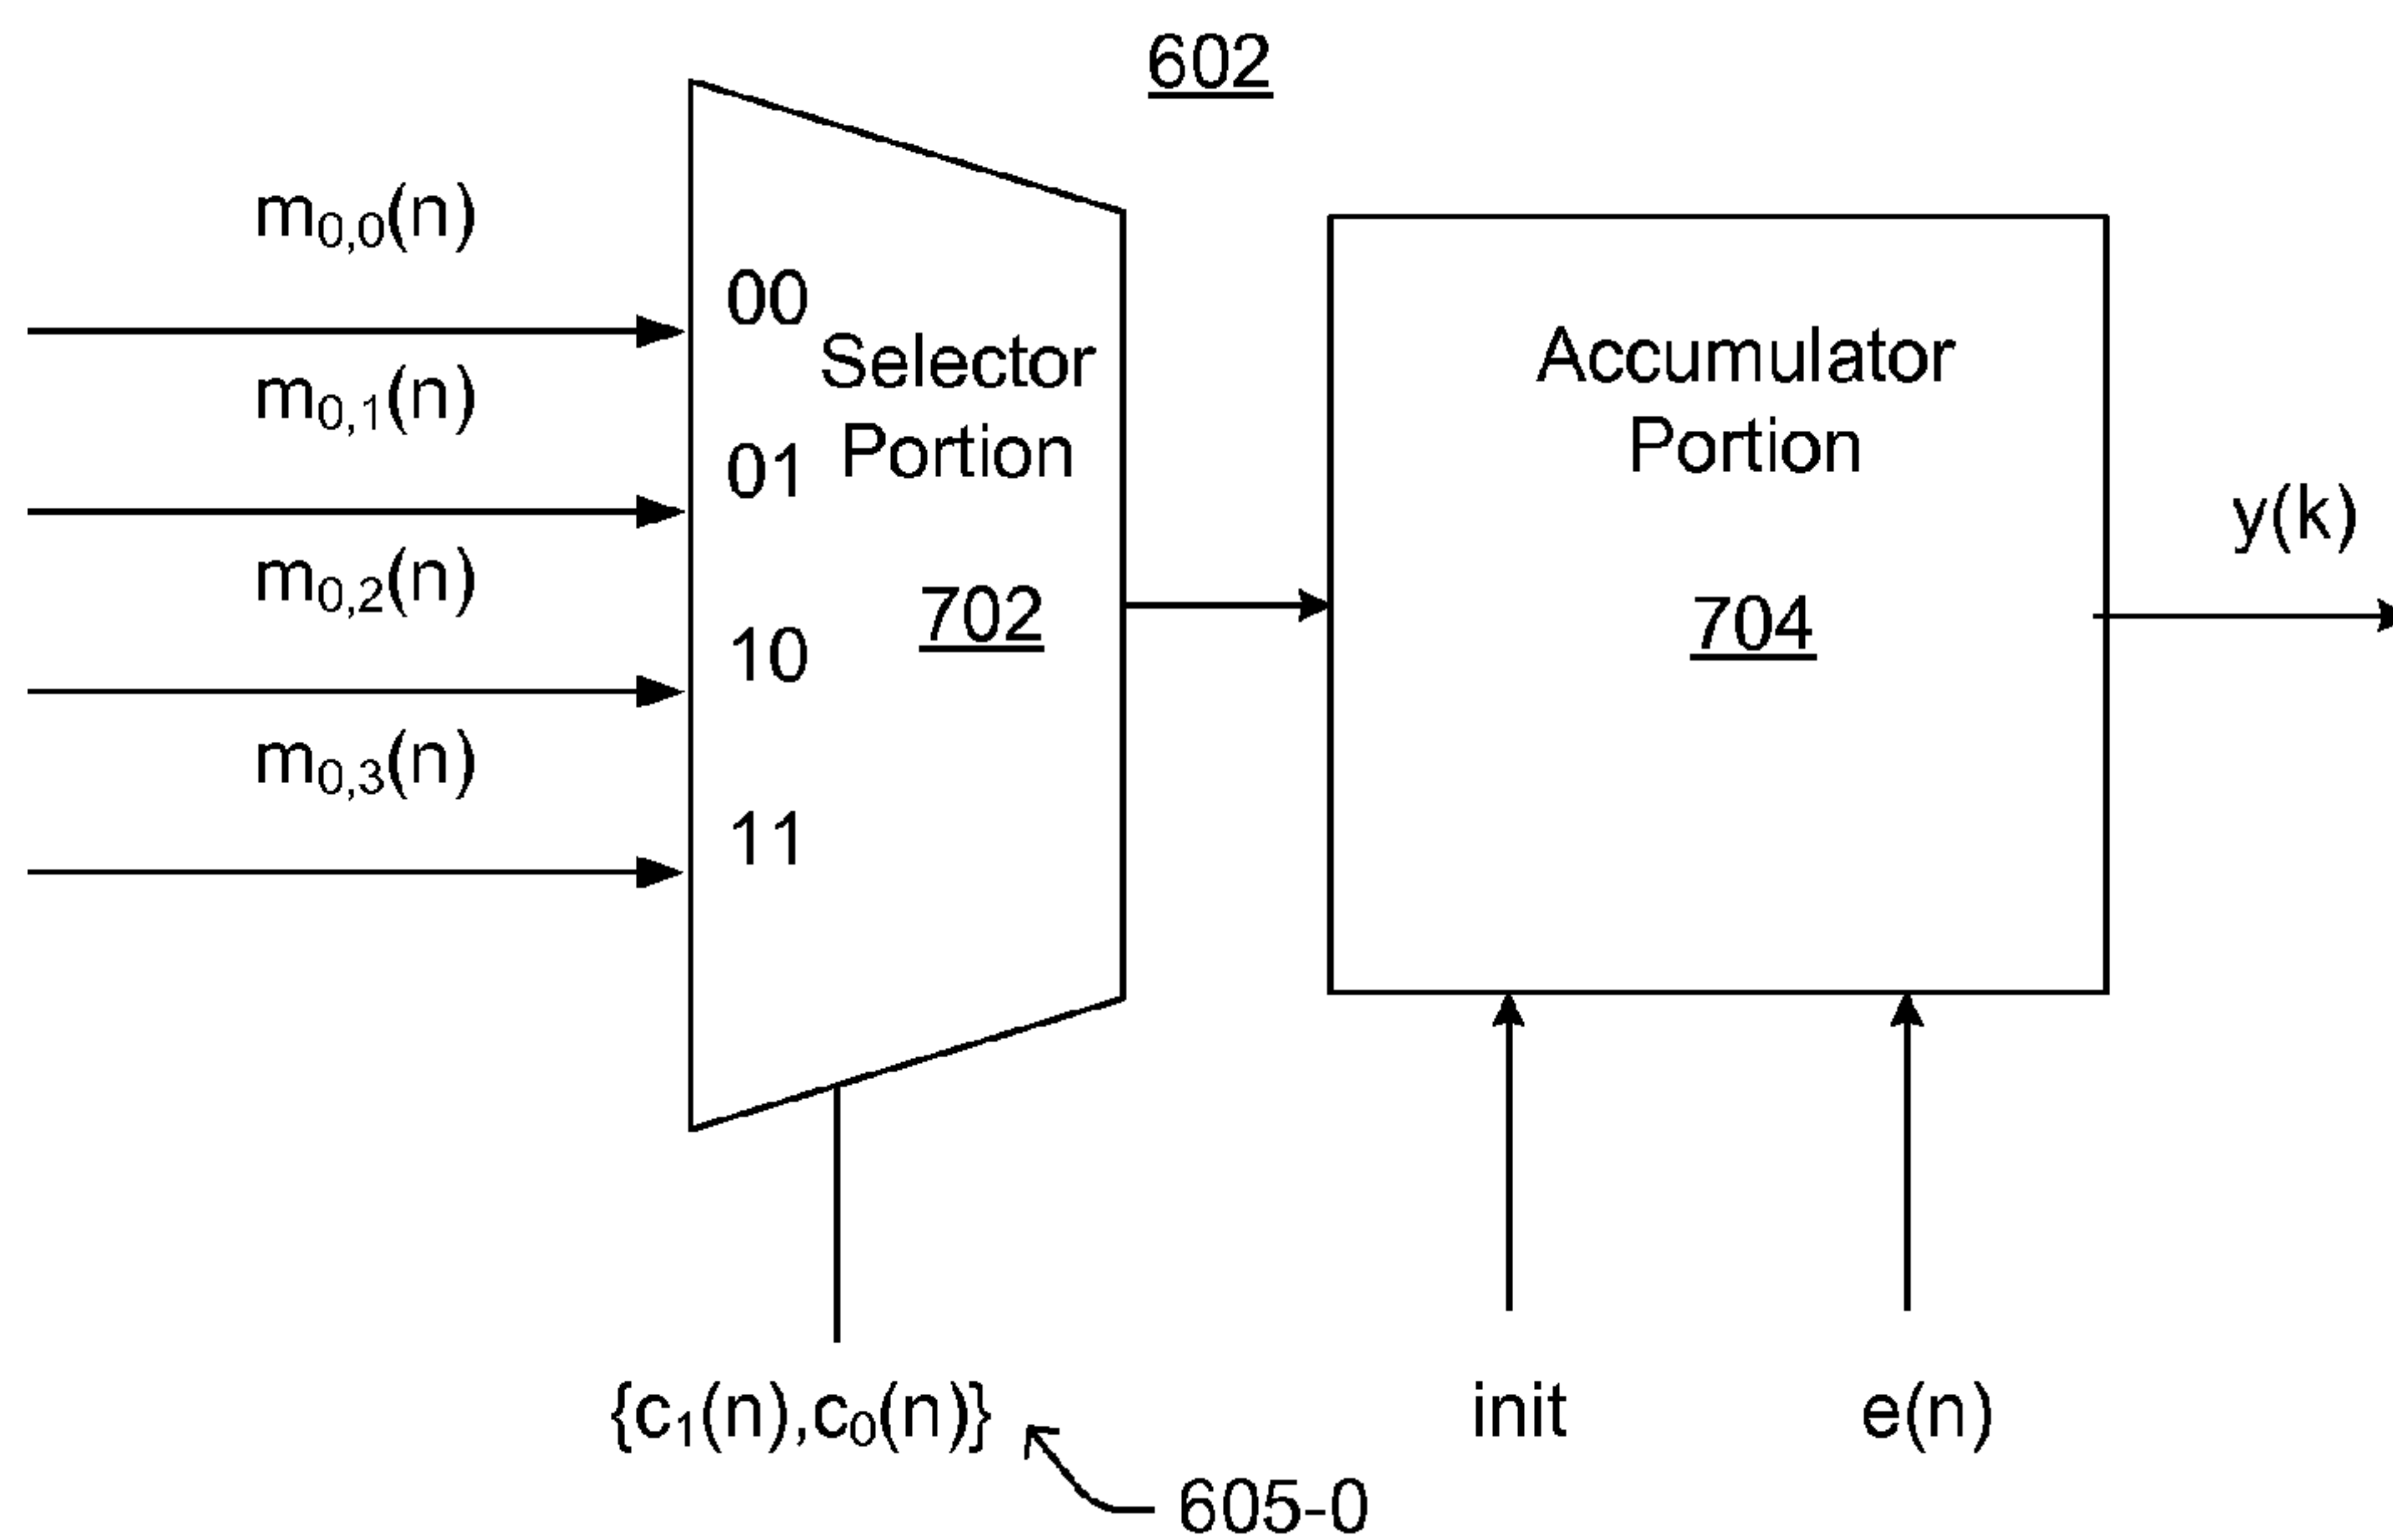 602
m0,0(n)
00
Selector
Portion
m0,1(n)
01
702
m0,2(n)
10
m0,3(n)
11
Accumulator
Portion
704
y(k)
{c1(n),c0(n)}
605-0
init
e(n)